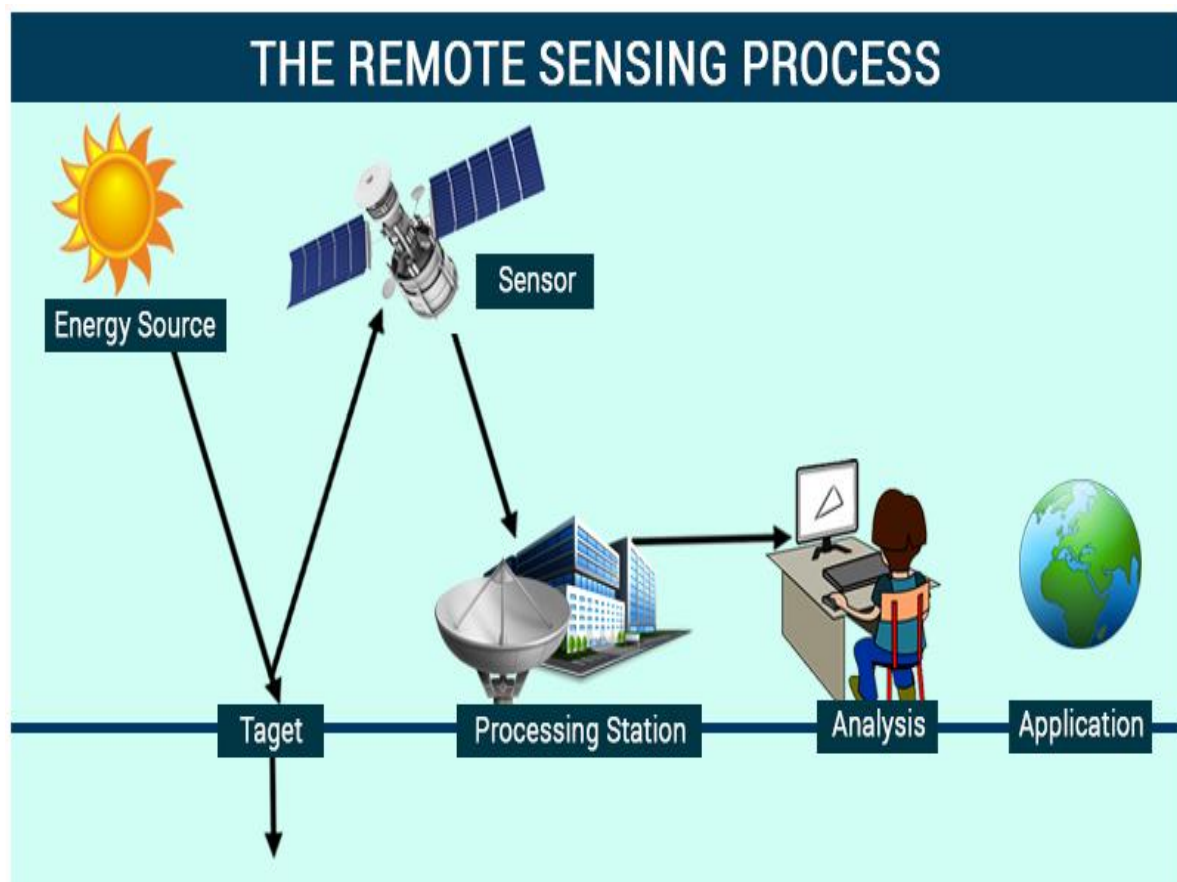 THE REMOTE SENSING PROCESS
Sensor
Energy Source
Taget
Processing Station
Analysis
Application